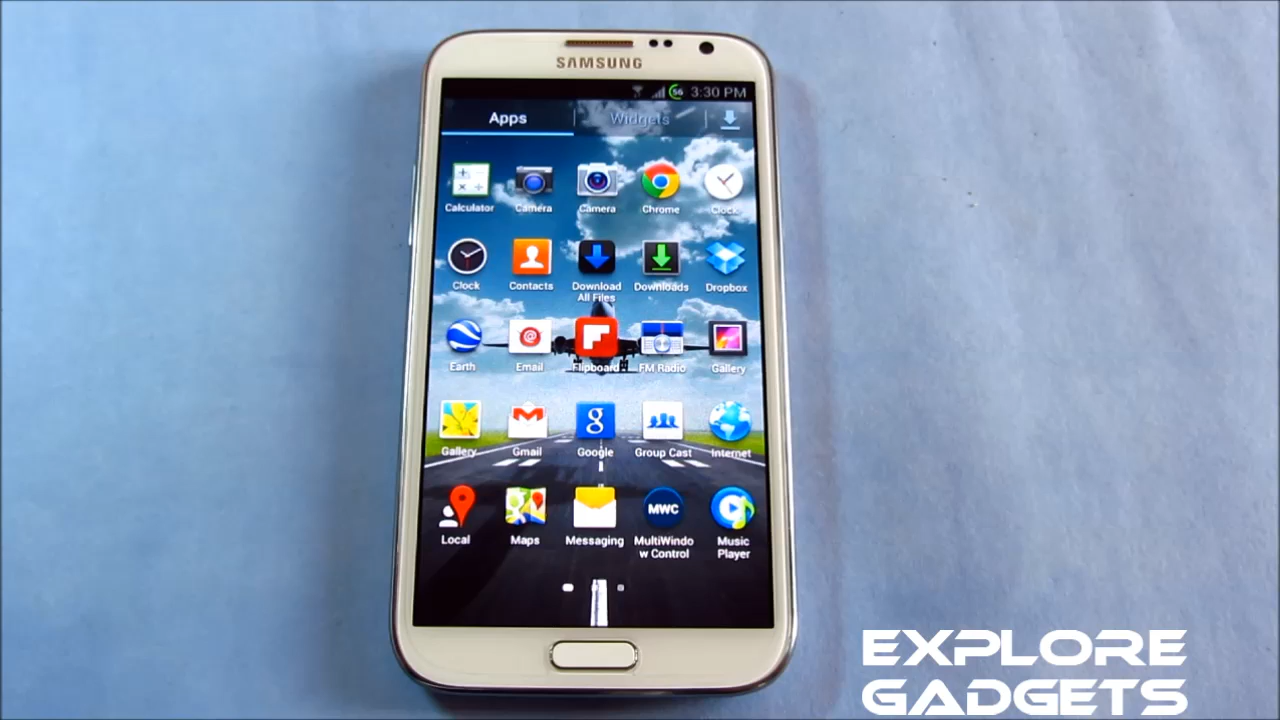 SAMSUNG
56 3:30 PM
Apps Widgets
Calculator Camera Camera Chrome Clock
Clock Contacts Download All Files Downloads Dropbox
Earth Email Flipboard FM Radio Gallery
Gallery Gmail Google Group Cast Internet
Local Maps Messaging MWC MultiWindo
w Control Music
Player
EXPLORE
GADGETS